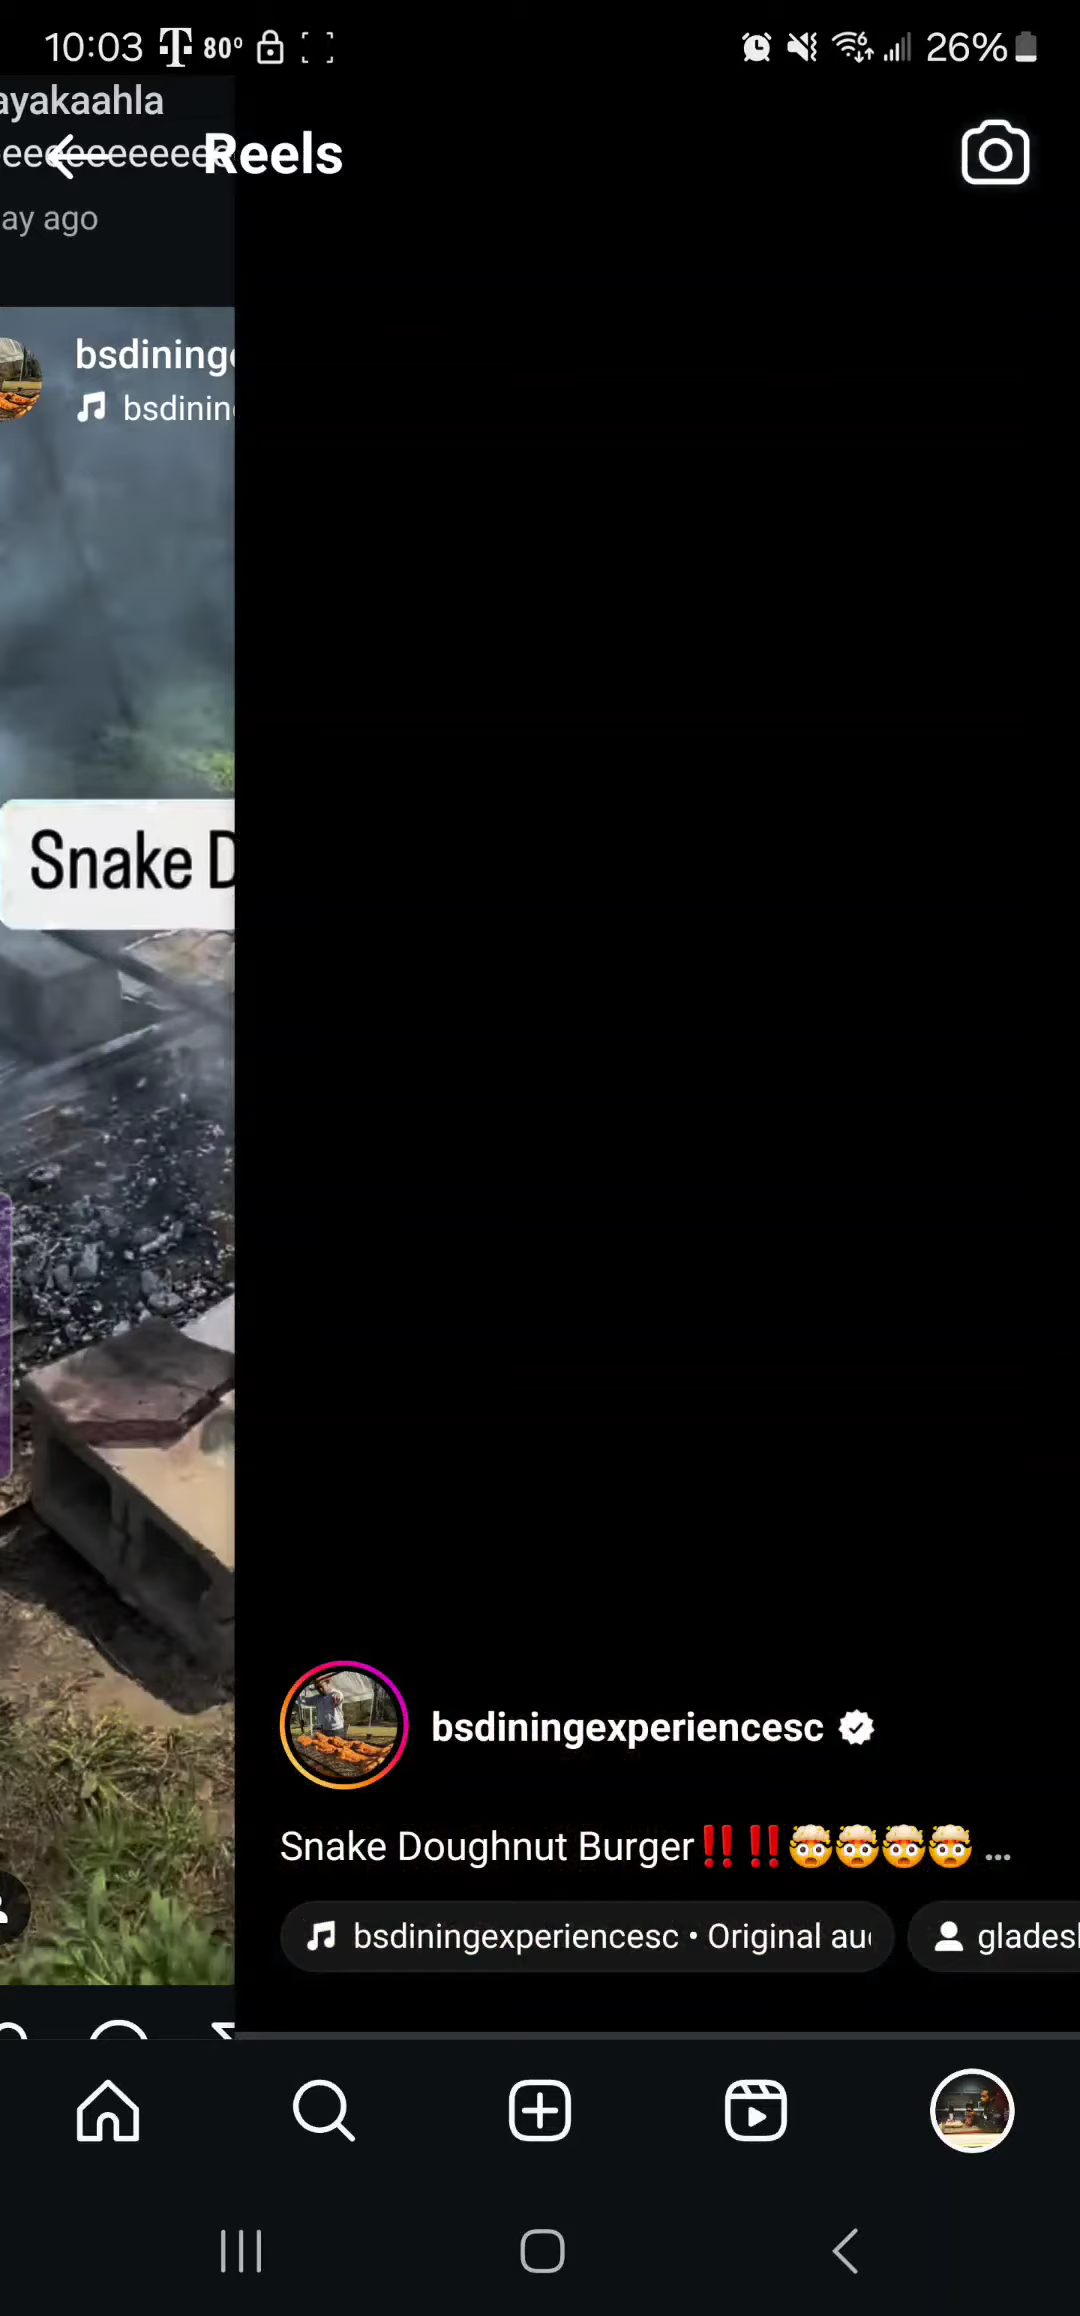 10:03 80° 26%
ayakaahla
Reels
ay ago
bsdining
bsdinin
Snake D
bsdiningexperiencesc
Snake Doughnut Burger‼️ ‼️🤯🤯🤯🤯 ...
bsdiningexperiencesc • Original au
glades